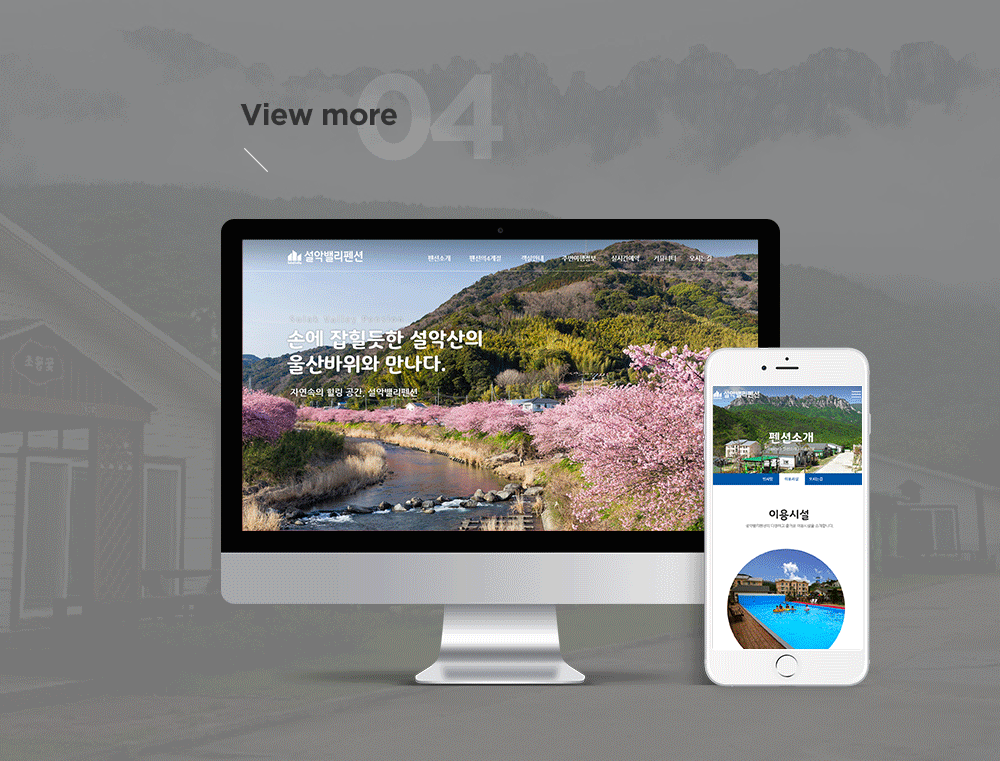 04
View more
설악밸리펜션
펜션소개 펜션의4계절 객실안내 주변여행정보 실시간예약 커뮤니티 오시는길
Sorak Valley Pension
손에 잡힐듯한 설악산의
울산바위와 만나다.
자연속의 힐링 공간, 설악밸리펜션
설악밸리펜션
펜션소개
이용시설 오시는길
이용시설
초롱꽃